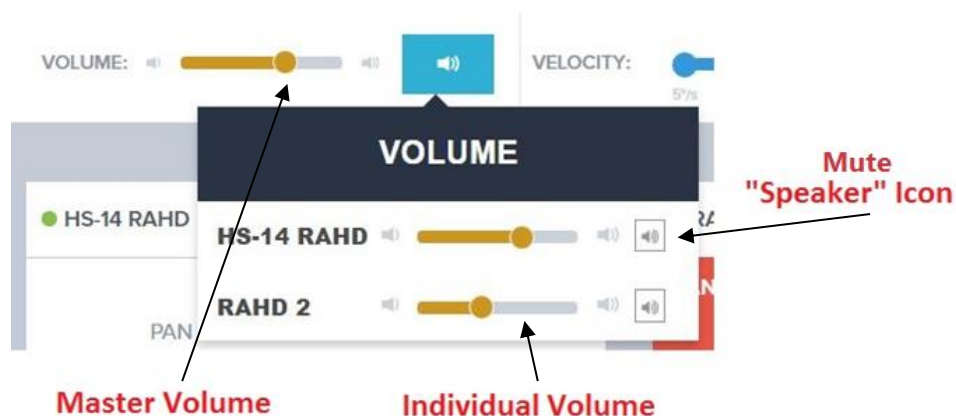 VOLUME:
VELOCITY:
5°/s
VOLUME
Mute
"Speaker" Icon
HS-14 RAHD
HS-14 RAHD
RAHD 2
PAN
Master Volume
Individual Volume